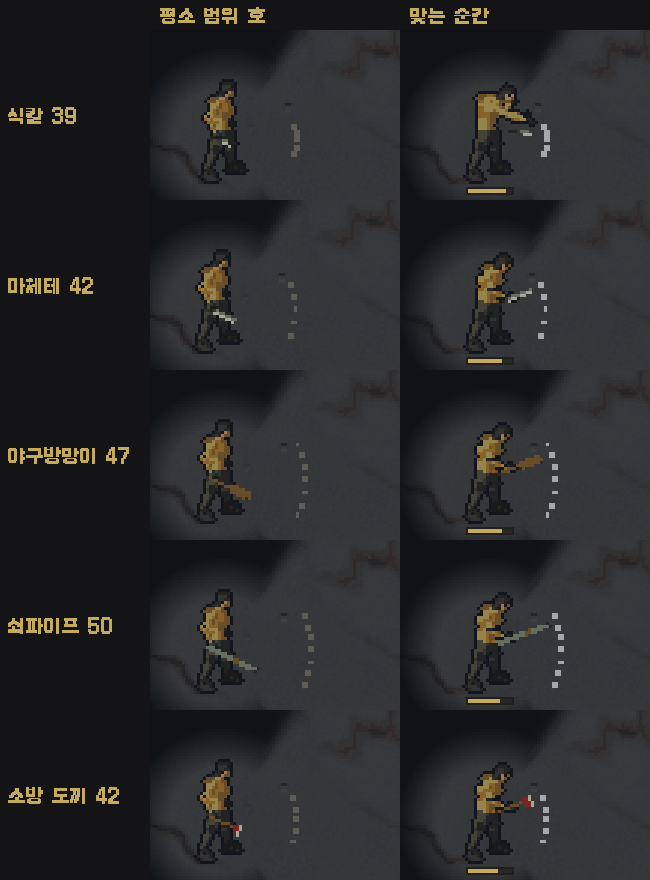 평소 범위 호
맞는 순간
식칼 39
마체테 42
야구방망이 47
쇠파이프 50
소방 도끼 42